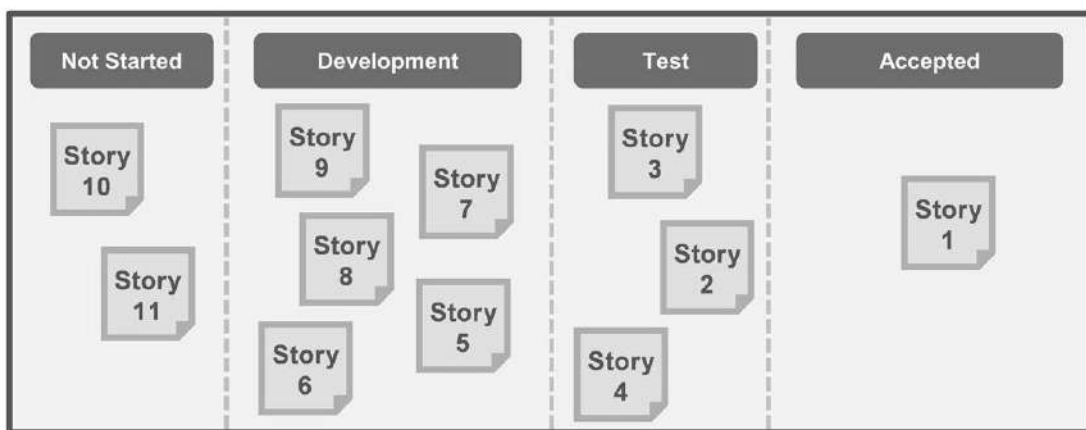 Not Started
Development
Test
Accepted
Story
10
Story
11
Story
9
Story
7
Story
8
Story
5
Story
6
Story
3
Story
2
Story
4
Story
1